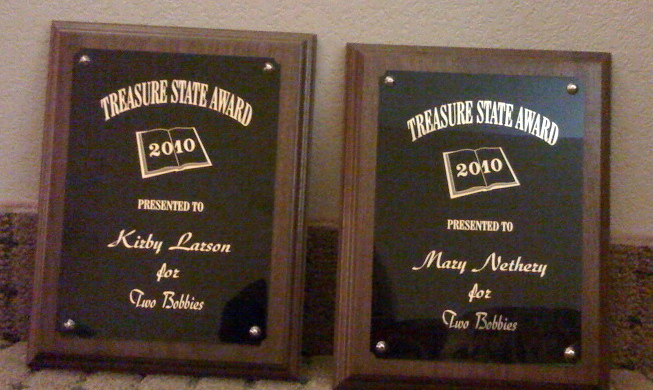 TREASURE STATE AWARD
2010
PRESENTED TO
Kirby Larson
for
Two Bobbies
TREASURE STATE AWARD
2010
PRESENTED TO
Mary Nethery
for
Two Bobbies